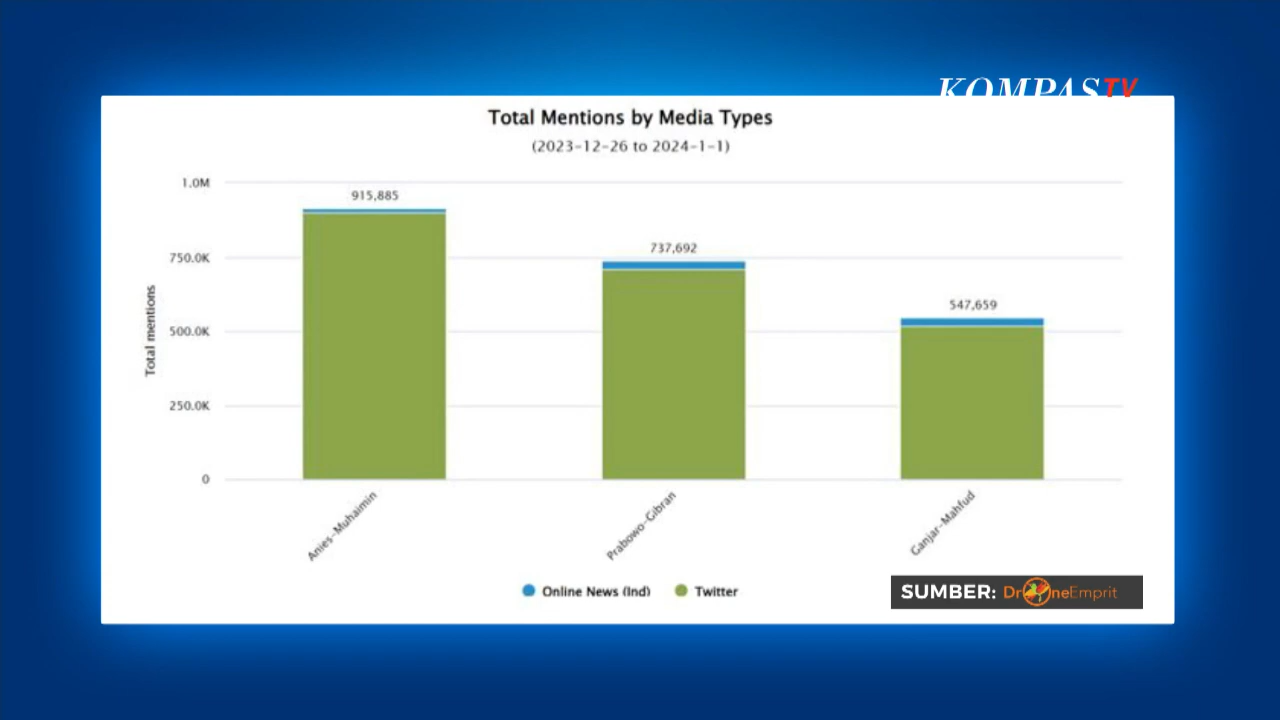 KOMPASTV
Total Mentions by Media Types
(2023-12-26 to 2024-1-1)
Total mentions
1.0M
750.0K
500.0K
250.0K
0
915,885
737,692
547,659
Anies-Muhaimin
Prabowo-Gibran
Ganjar-Mahfud
Online News (Ind)
Twitter
SUMBER: DroneEmprit